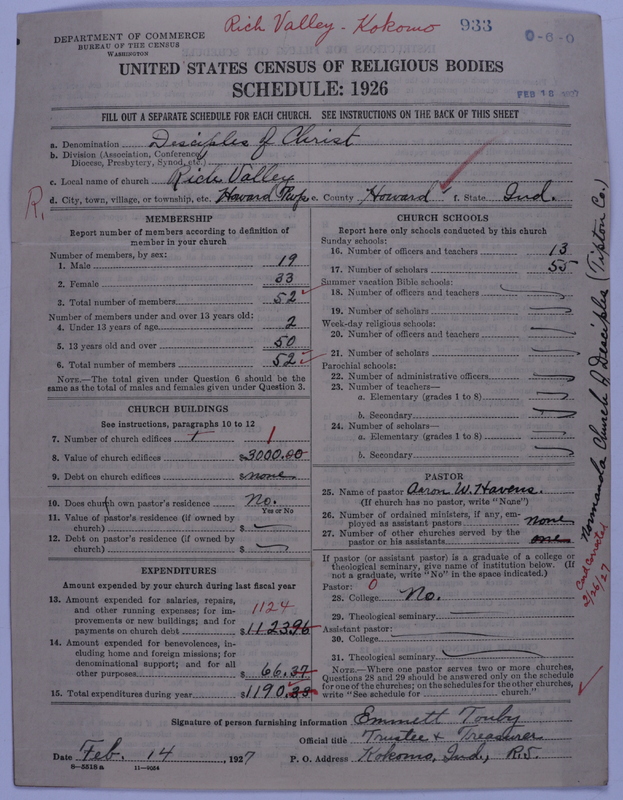 Rich Valley - Kokomo 933
DEPARTMENT OF COMMERCE
BUREAU OF THE CENSUS
WASHINGTON
0-6-0
UNITED STATES CENSUS OF RELIGIOUS BODIES
SCHEDULE: 1926
FEB 18 1927
FILL OUT A SEPARATE SCHEDULE FOR EACH CHURCH. SEE INSTRUCTIONS ON THE BACK OF THIS SHEET
a. Denomination Desciples of Christ
b. Division (Association, Conference,
Diocese, Presbytery, Synod, etc.)
c. Local name of church Rich Valley
R.
d. City, town, village, or township, etc. Howard Twp. e. County Howard f. State Ind.
MEMBERSHIP
Report number of members according to definition of
member in your church
Number of members, by sex:
1. Male 19
2. Female 33
3. Total number of members 52
Number of members under and over 13 years old:
4. Under 13 years of age 2
5. 13 years old and over 50
6. Total number of members 52
NOTE.—The total given under Question 6 should be the
same as the total of males and females given under Question 3.
CHURCH BUILDINGS
See instructions, paragraphs 10 to 12
7. Number of church edifices 1
8. Value of church edifices $3000.00
9. Debt on church edifices $none
10. Does church own pastor's residence No.
Yes or No
11. Value of pastor's residence (if owned by
church) $
12. Debt on pastor's residence (if owned by
church) $
EXPENDITURES
Amount expended by your church during last fiscal year
13. Amount expended for salaries, repairs,
and other running expenses; for im-
provements or new buildings; and for
payments on church debt $1123.96
1124
14. Amount expended for benevolences, in-
cluding home and foreign missions; for
denominational support; and for all
other purposes $ 66.37
15. Total expenditures during year $1190.33
CHURCH SCHOOLS
Report here only schools conducted by this church
Sunday schools:
16. Number of officers and teachers 13
17. Number of scholars 55
Summer vacation Bible schools:
18. Number of officers and teachers
19. Number of scholars
Week-day religious schools:
20. Number of officers and teachers
21. Number of scholars
Parochial schools:
22. Number of administrative officers
23. Number of teachers—
a. Elementary (grades 1 to 8)
b. Secondary
24. Number of scholars—
a. Elementary (grades 1 to 8)
b. Secondary
PASTOR
25. Name of pastor Aaron W. Havens.
(If church has no pastor, write "None")
26. Number of ordained ministers, if any, em-
ployed as assistant pastors none
27. Number of other churches served by the
pastor or his assistants one
If pastor (or assistant pastor) is a graduate of a college or
theological seminary, give name of institution below. (If
not a graduate, write "No" in the space indicated.)
Pastor: 0
28. College No.
29. Theological seminary
Assistant pastor:
30. College
31. Theological seminary
NOTE.—Where one pastor serves two or more churches,
Questions 28 and 29 should be answered only on the schedule
for one of the churches; on the schedules for the other churches,
write "See schedule for church."
Normanda Church of Desciples (Tipton Co.)
2/26/27
Signature of person furnishing information Emmett Touby
Official title Trustee & Treasurer
Date Feb. 14, 1927 P. O. Address Kokomo, Ind., R.5.
8—5518 a 11—9064